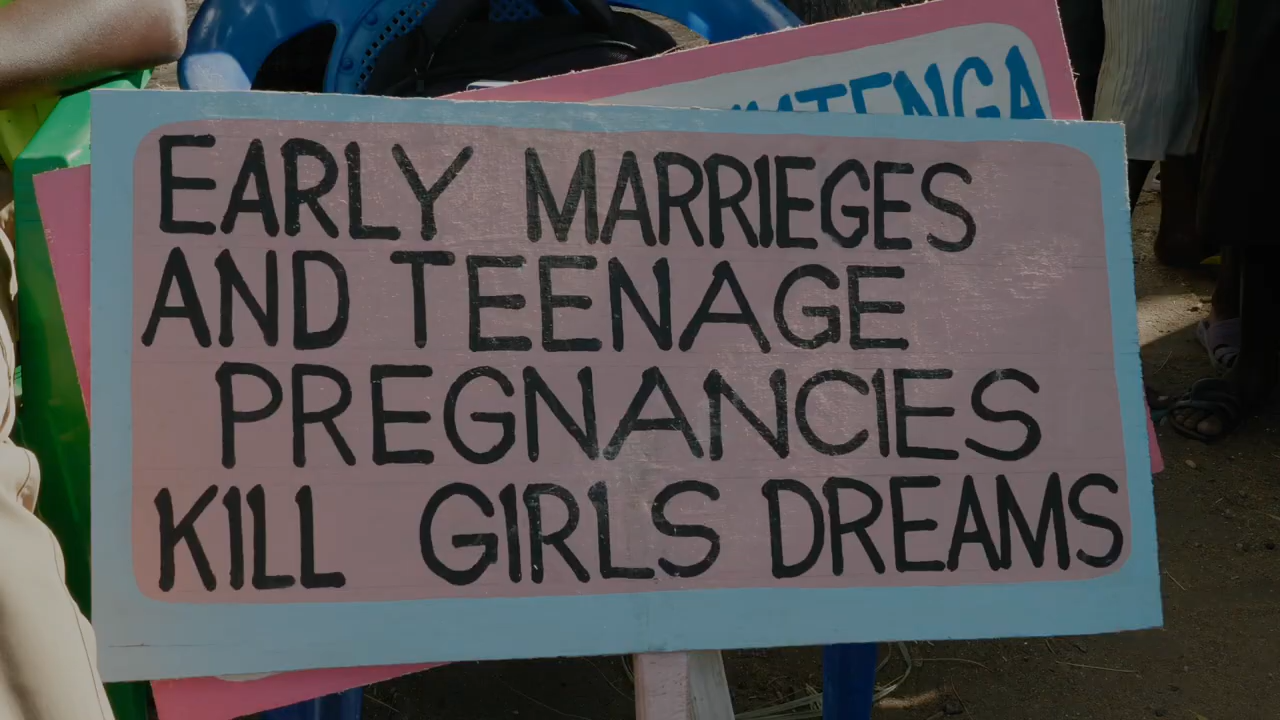 EARLY MARRIEGES
AND TEENAGE
PREGNANCIES
KILL GIRLS DREAMS